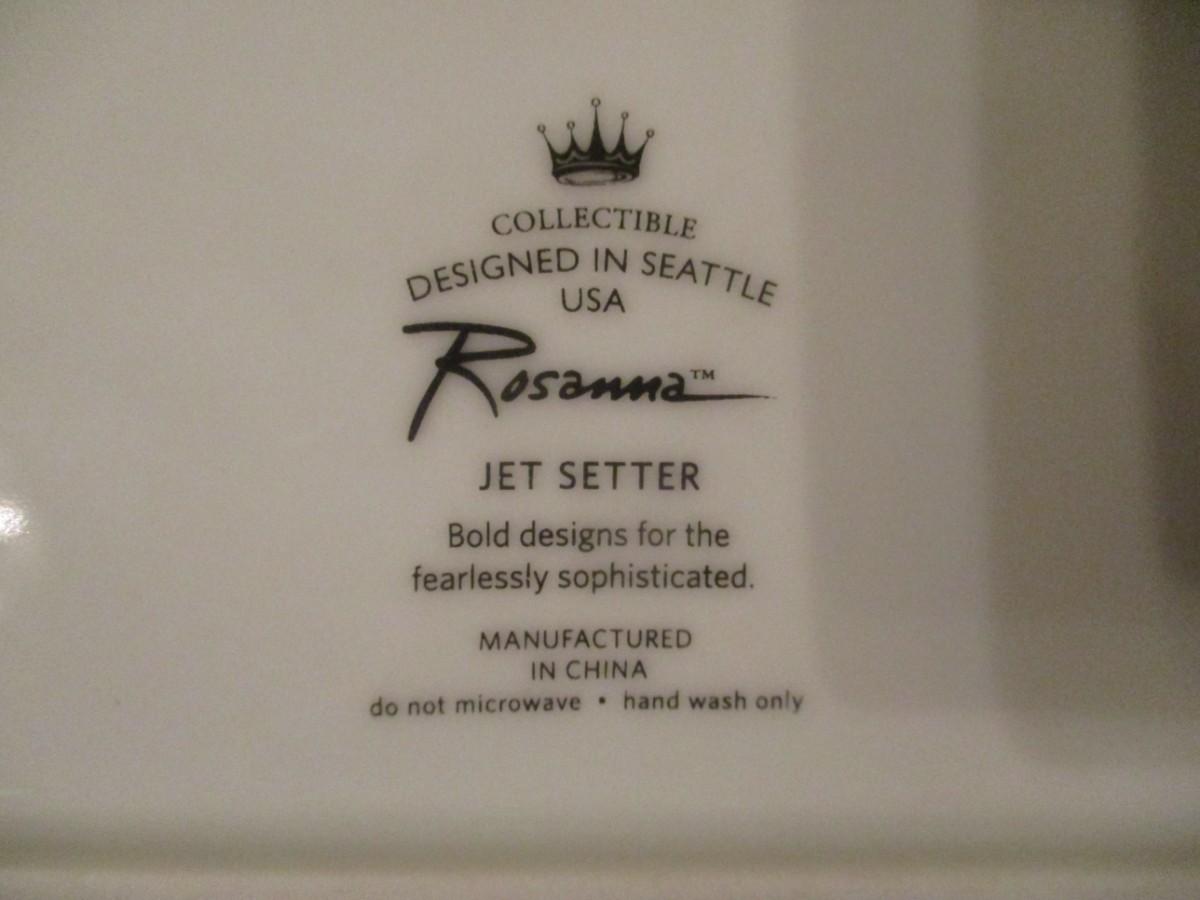 COLLECTIBLE
DESIGNED IN SEATTLE
USA
Rosanna™
JET SETTER
Bold designs for the
fearlessly sophisticated.
MANUFACTURED
IN CHINA
do not microwave • hand wash only